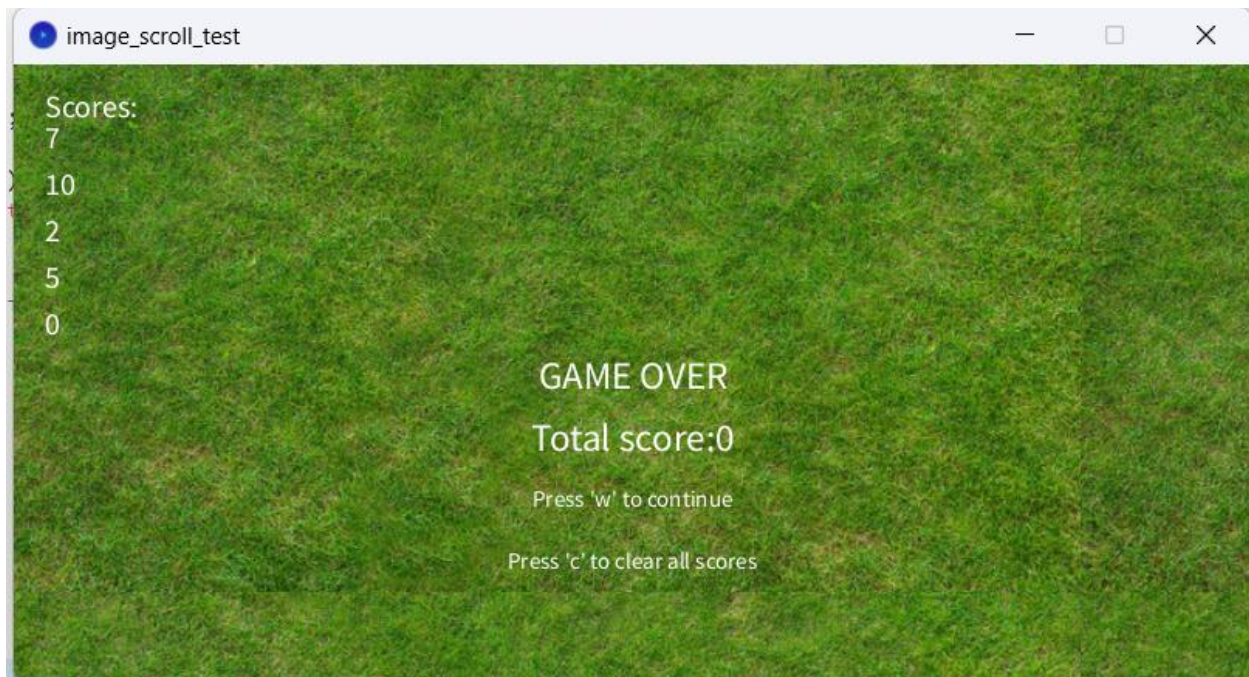 image_scroll_test
Scores:
7
10
2
5
0
GAME OVER
Total score:0
Press 'w' to continue
Press 'c' to clear all scores